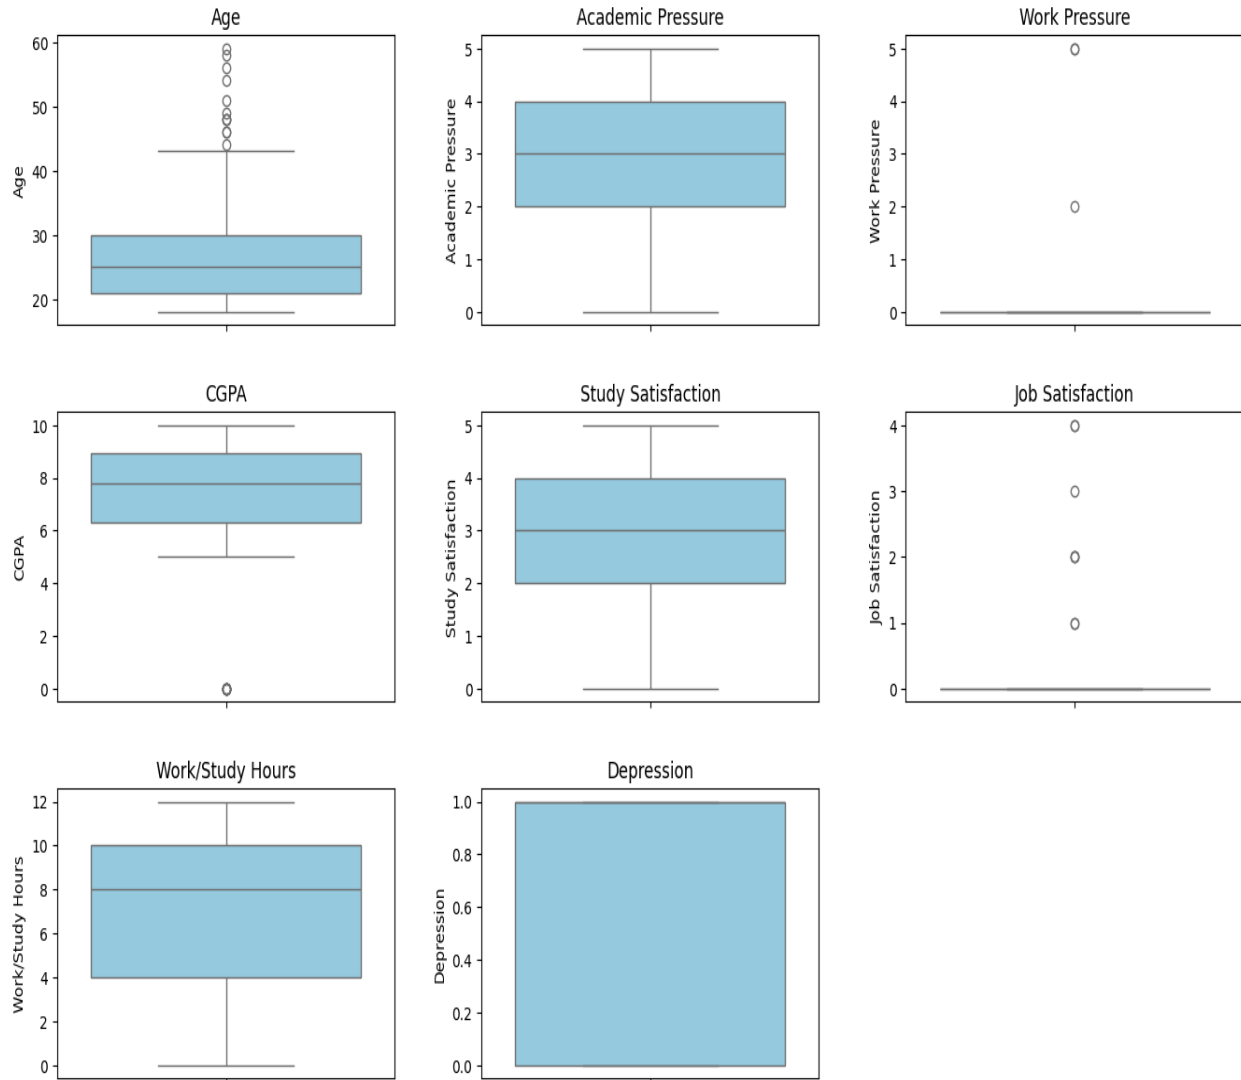 Age
Academic Pressure
Work Pressure
60
50
40
30
20
Age
5
4
3
2
1
0
Academic Pressure
5
4
3
2
1
0
Work Pressure
CGPA
Study Satisfaction
Job Satisfaction
10
8
6
4
2
0
CGPA
5
4
3
2
1
0
Study Satisfaction
4
3
2
1
0
Job Satisfaction
Work/Study Hours
Depression
12
10
8
6
4
2
0
Work/Study Hours
1.0
0.8
0.6
0.4
0.2
0.0
Depression